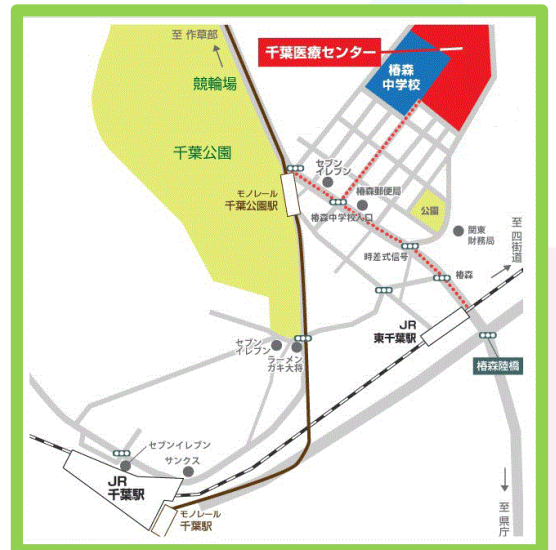 至 作草部
千葉医療センター
椿森
中学校
競輪場
千葉公園
セブン
イレブン
モノレール
千葉公園駅
椿森郵便局
椿森中学校入口
公園
関東
財務局
至 四街道
時差式信号
椿森
JR
東千葉駅
椿森陸橋
セブン
イレブン
ラーメン
ガキ大将
セブンイレブン
サンクス
JR
千葉駅
モノレール
千葉駅
至 県庁